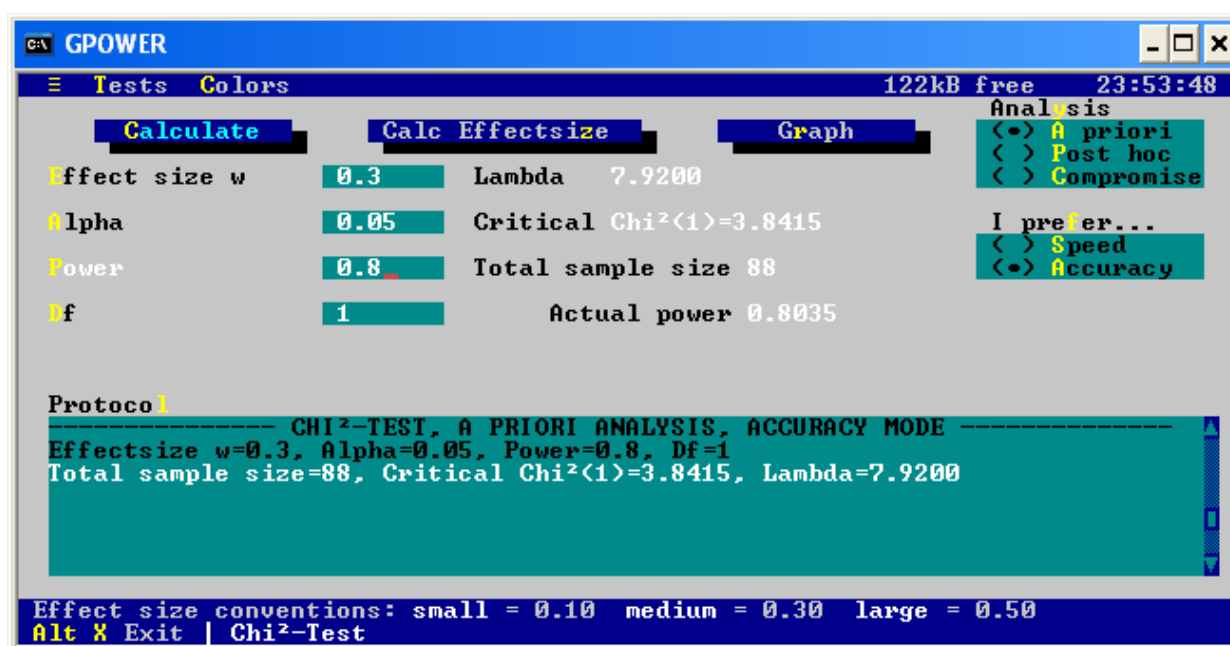 GPOWER
≡ Tests Colors 122kB free 23:53:48
Analysis
Calculate Calc Effectsize Graph (•) A priori
( ) Post hoc
Effect size w 0.3 Lambda 7.9200 ( ) Compromise
Alpha 0.05 Critical Chi²(1)=3.8415 I prefer...
( ) Speed
Power 0.8_ Total sample size 88 (•) Accuracy
Df 1 Actual power 0.8035
Protocol
--------------- CHI²-TEST, A PRIORI ANALYSIS, ACCURACY MODE --------------
Effectsize w=0.3, Alpha=0.05, Power=0.8, Df=1
Total sample size=88, Critical Chi²(1)=3.8415, Lambda=7.9200
Effect size conventions: small = 0.10 medium = 0.30 large = 0.50
Alt X Exit | Chi²-Test